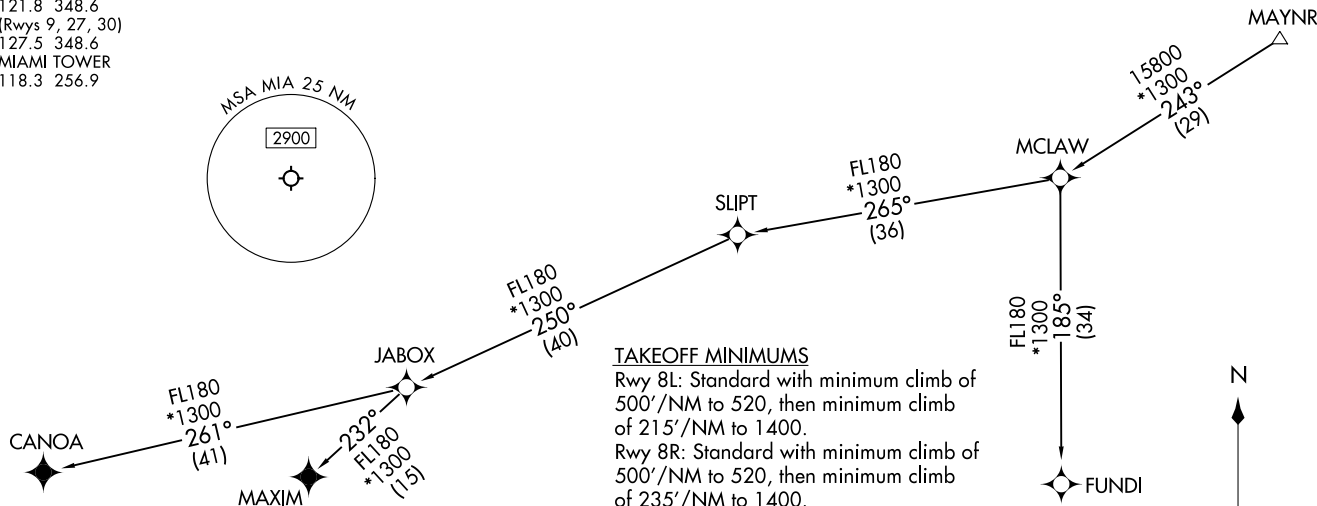 121.8 348.6
(Rwys 9, 27, 30)
127.5 348.6
MIAMI TOWER
118.3 256.9
MSA MIA 25 NM
2900
MAYNR
15800
*1300
243°
(29)
MCLAW
FL180
*1300
265°
(36)
SLIPT
FL180
*1300
250°
(40)
FL180
*1300
185°
(34)
JABOX
FL180
*1300
261°
(41)
CANOA
232°
FL180
*1300
(15)
MAXIM
TAKEOFF MINIMUMS
Rwy 8L: Standard with minimum climb of
500'/NM to 520, then minimum climb
of 215'/NM to 1400.
Rwy 8R: Standard with minimum climb of
500'/NM to 520, then minimum climb
of 235'/NM to 1400.
FUNDI
N